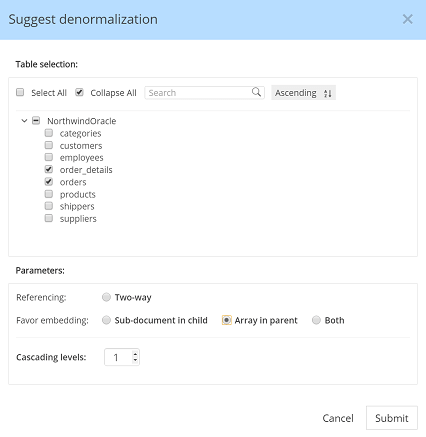 Suggest denormalization
Table selection:
Select All Collapse All Search Ascending
NorthwindOracle
categories
customers
employees
order_details
orders
products
shippers
suppliers
Parameters:
Referencing: Two-way
Favor embedding: Sub-document in child Array in parent Both
Cascading levels: 1
Cancel Submit